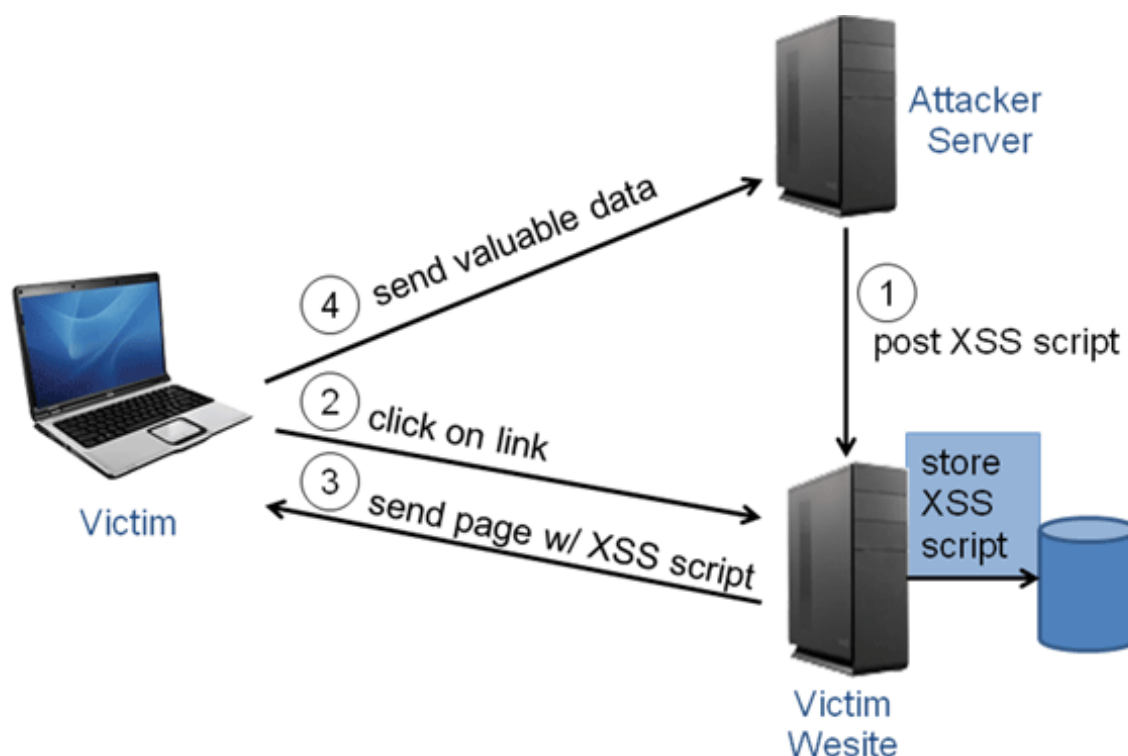 Attacker
Server
4 send valuable data
1
post XSS script
2 click on link
3 send page w/ XSS script
store
XSS
script
Victim
Victim
Wesite